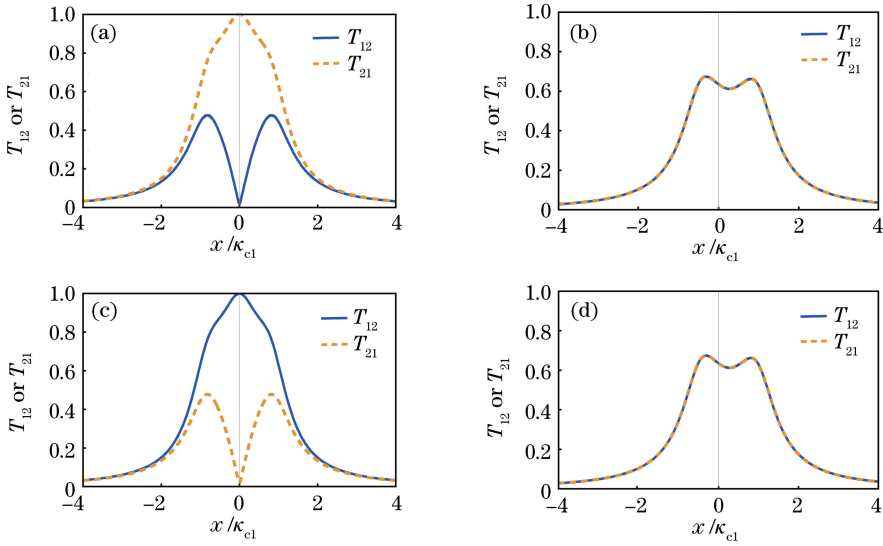 (a)
T₁₂
T₂₁
T₁₂ or T₂₁
1.0
0.8
0.6
0.4
0.2
0
−4
−2
0
2
4
x/κc1
(b)
T₁₂
T₂₁
T₁₂ or T₂₁
1.0
0.8
0.6
0.4
0.2
0
−4
−2
0
2
4
x/κc1
(c)
T₁₂
T₂₁
T₁₂ or T₂₁
1.0
0.8
0.6
0.4
0.2
0
−4
−2
0
2
4
x/κc1
(d)
T₁₂
T₂₁
T₁₂ or T₂₁
1.0
0.8
0.6
0.4
0.2
0
−4
−2
0
2
4
x/κc1